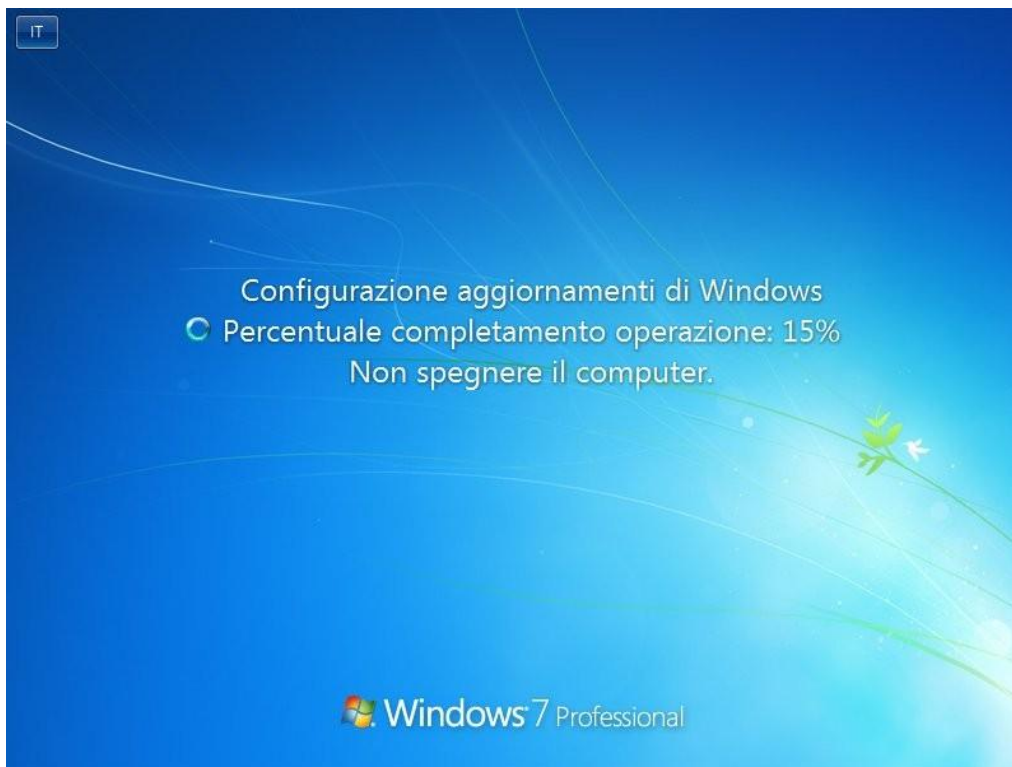 IT
Configurazione aggiornamenti di Windows
Percentuale completamento operazione: 15%
Non spegnere il computer.
Windows 7 Professional